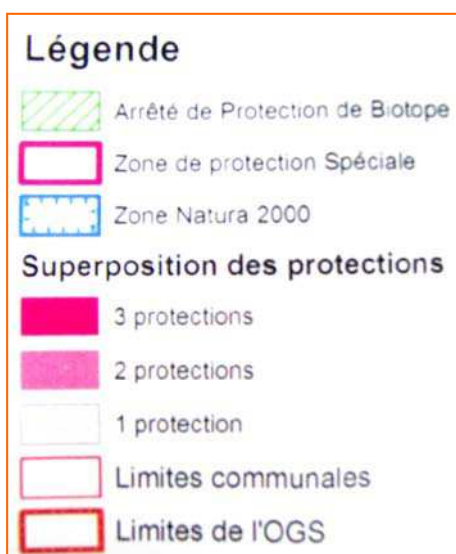 Légende
Arrêté de Protection de Biotope
Zone de protection Spéciale
Zone Natura 2000
Superposition des protections
3 protections
2 protections
1 protection
Limites communales
Limites de l'OGS